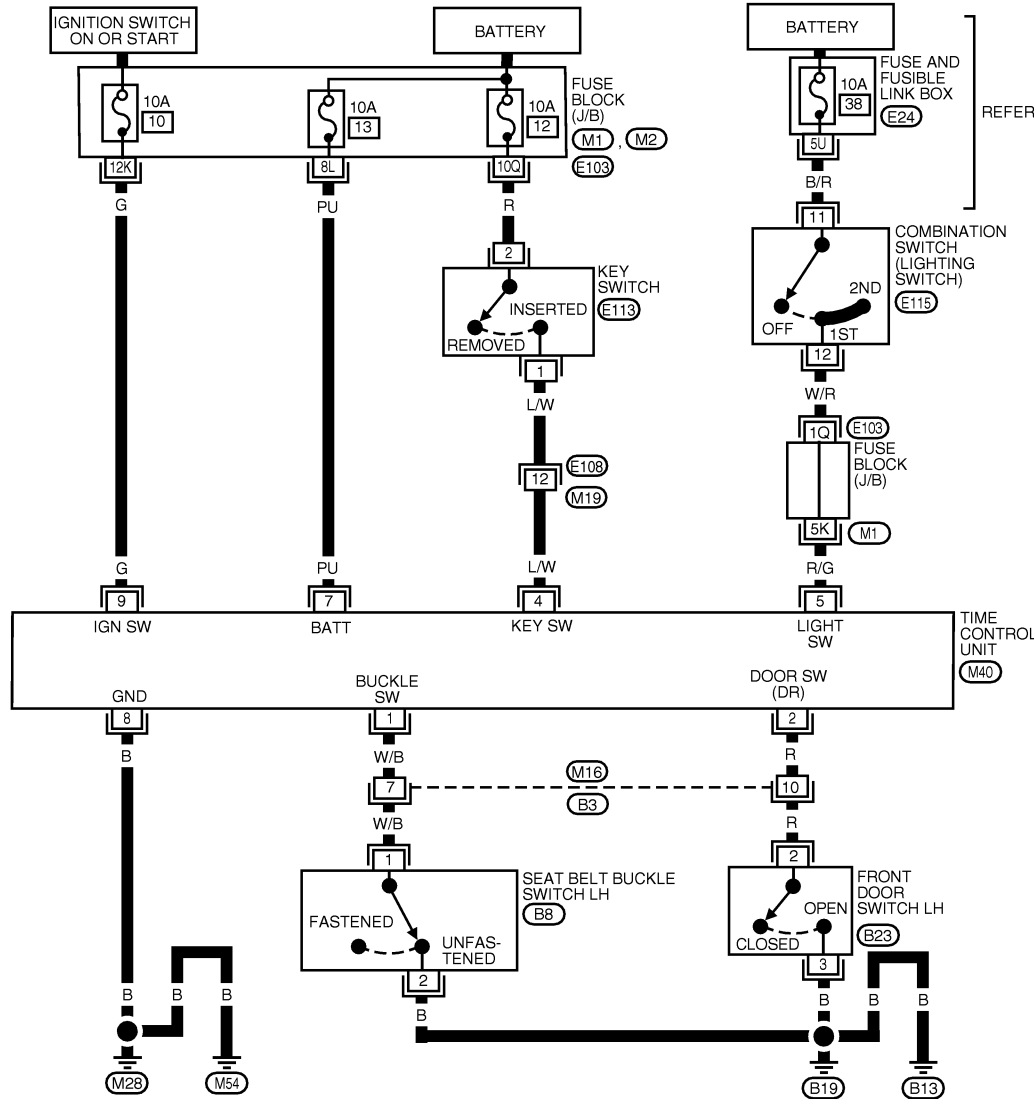 IGNITION SWITCH
ON OR START
BATTERY
BATTERY
10A
10
10A
13
10A
12
FUSE
BLOCK
(J/B)
M1 , M2
E103
10A
38
FUSE AND
FUSIBLE
LINK BOX
E24
REFER
12K
8L
10Q
5U
G
PU
R
B/R
2
11
KEY
SWITCH
E113
INSERTED
REMOVED
COMBINATION
SWITCH
(LIGHTING
SWITCH)
E115
2ND
OFF
1ST
1
12
L/W
W/R
12
E108
M19
1Q
E103
FUSE
BLOCK
(J/B)
5K
M1
G
PU
L/W
R/G
9
7
4
5
IGN SW
BATT
KEY SW
LIGHT
SW
TIME
CONTROL
UNIT
M40
GND
BUCKLE
SW
DOOR SW
(DR)
8
1
2
B
W/B
R
7
M16
B3
10
W/B
R
1
2
SEAT BELT BUCKLE
SWITCH LH
B8
FASTENED
UNFAS-
TENED
FRONT
DOOR
SWITCH LH
B23
OPEN
CLOSED
2
3
B
B
B
B
B
B
B
M28
M54
B19
B13